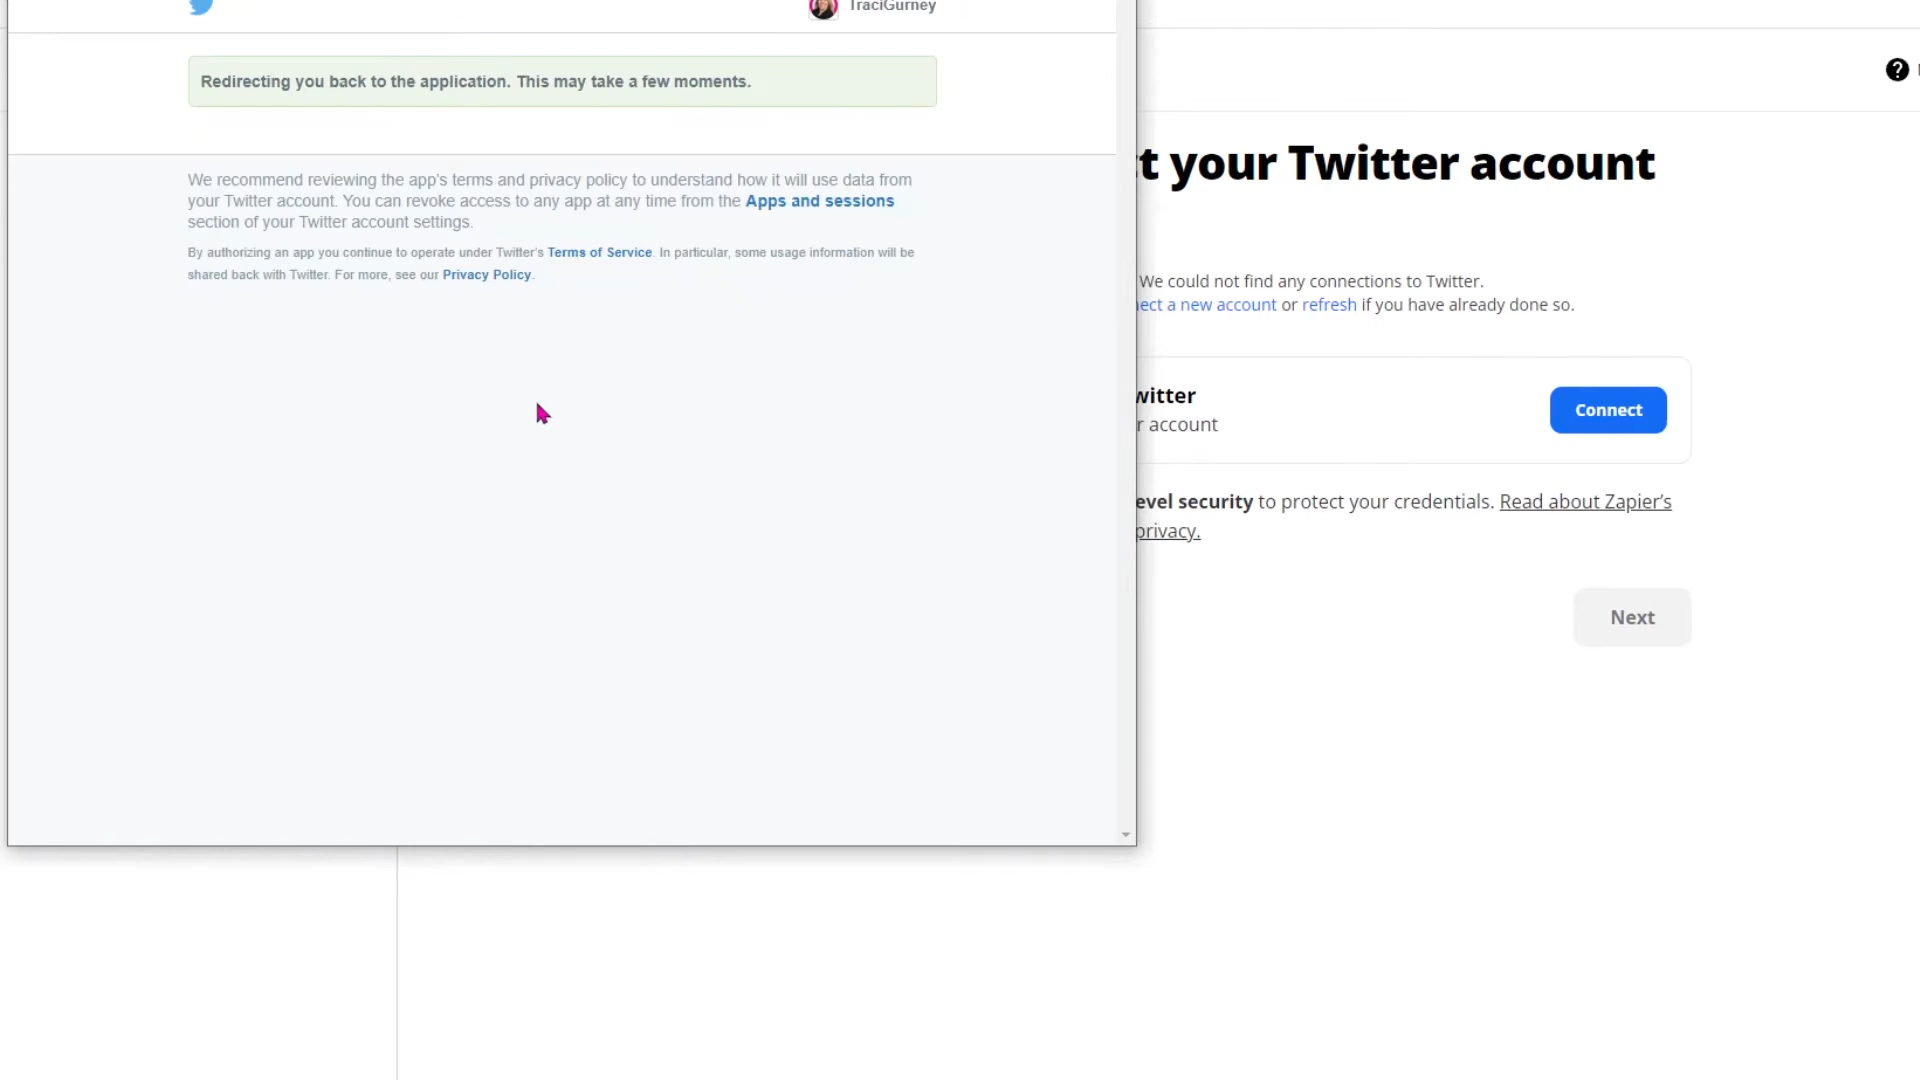 TraciGurney
Redirecting you back to the application. This may take a few moments.
We recommend reviewing the app's terms and privacy policy to understand how it will use data from
your Twitter account. You can revoke access to any app at any time from the Apps and sessions
section of your Twitter account settings.
By authorizing an app you continue to operate under Twitter's Terms of Service. In particular, some usage information will be
shared back with Twitter. For more, see our Privacy Policy.
t your Twitter account
We could not find any connections to Twitter.
ect a new account or refresh if you have already done so.
witter
r account
Connect
evel security to protect your credentials. Read about Zapier's
privacy.
Next